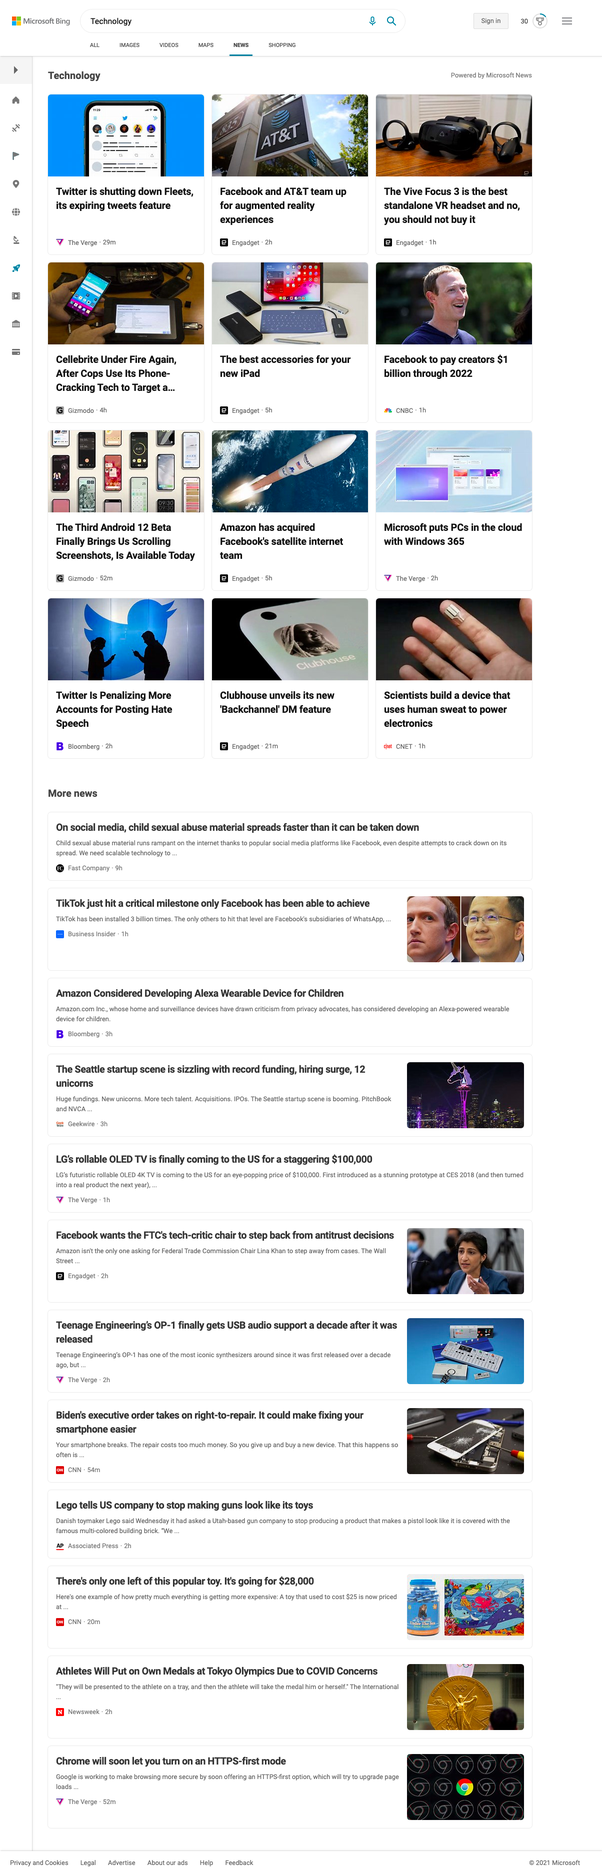 Microsoft Bing
Technology
Sign in
30
ALL
IMAGES
VIDEOS
MAPS
NEWS
SHOPPING
Technology
Powered by Microsoft News
AT&T
Twitter is shutting down Fleets,
its expiring tweets feature
The Verge · 29m
Facebook and AT&T team up
for augmented reality
experiences
Engadget · 2h
The Vive Focus 3 is the best
standalone VR headset and no,
you should not buy it
Engadget · 1h
Cellebrite Under Fire Again,
After Cops Use Its Phone-
Cracking Tech to Target a...
Gizmodo · 4h
The best accessories for your
new iPad
Engadget · 5h
Facebook to pay creators $1
billion through 2022
CNBC · 1h
The Third Android 12 Beta
Finally Brings Us Scrolling
Screenshots, Is Available Today
Gizmodo · 52m
Amazon has acquired
Facebook's satellite internet
team
Engadget · 5h
Microsoft puts PCs in the cloud
with Windows 365
The Verge · 2h
Clubhouse
Twitter Is Penalizing More
Accounts for Posting Hate
Speech
Bloomberg · 2h
Clubhouse unveils its new
'Backchannel' DM feature
Engadget · 21m
Scientists build a device that
uses human sweat to power
electronics
CNET · 1h
More news
On social media, child sexual abuse material spreads faster than it can be taken down
Child sexual abuse material runs rampant on the internet thanks to popular social media platforms like Facebook, even despite attempts to crack down on its
spread. We need scalable technology to ...
Fast Company · 9h
TikTok just hit a critical milestone only Facebook has been able to achieve
TikTok has been installed 3 billion times. The only others to hit that level are Facebook's subsidiaries of WhatsApp, ...
Business Insider · 1h
Amazon Considered Developing Alexa Wearable Device for Children
Amazon.com Inc., whose home and surveillance devices have drawn criticism from privacy advocates, has considered developing an Alexa-powered wearable
device for children.
Bloomberg · 3h
The Seattle startup scene is sizzling with record funding, hiring surge, 12
unicorns
Huge fundings. New unicorns. More tech talent. Acquisitions. IPOs. The Seattle startup scene is booming. PitchBook
and NVCA ...
Geekwire · 3h
LG's rollable OLED TV is finally coming to the US for a staggering $100,000
LG's futuristic rollable OLED 4K TV is coming to the US for an eye-popping price of $100,000. First introduced as a stunning prototype at CES 2018 (and then turned
into a real product the next year), ...
The Verge · 1h
Facebook wants the FTC's tech-critic chair to step back from antitrust decisions
Amazon isn't the only one asking for Federal Trade Commission Chair Lina Khan to step away from cases. The Wall
Street ...
Engadget · 2h
Teenage Engineering's OP-1 finally gets USB audio support a decade after it was
released
Teenage Engineering's OP-1 has one of the most iconic synthesizers around since it was first released over a decade
ago, but ...
The Verge · 2h
Biden's executive order takes on right-to-repair. It could make fixing your
smartphone easier
Your smartphone breaks. The repair costs too much money. So you give up and buy a new device. That this happens so
often is ...
CNN · 54m
Lego tells US company to stop making guns look like its toys
Danish toymaker Lego said Wednesday it had asked a Utah-based gun company to stop producing a product that makes a pistol look like it is covered with the
famous multi-colored building brick. "We ...
Associated Press · 2h
There's only one left of this popular toy. It's going for $28,000
Here's one example of how pretty much everything is getting more expensive: A toy that used to cost $25 is now priced
at ...
CNN · 20m
Athletes Will Put on Own Medals at Tokyo Olympics Due to COVID Concerns
"They will be presented to the athlete on a tray, and then the athlete will take the medal him or herself." The International
...
Newsweek · 2h
Chrome will soon let you turn on an HTTPS-first mode
Google is working to make browsing more secure by soon offering an HTTPS-first option, which will try to upgrade page
loads ...
The Verge · 52m
Privacy and Cookies
Legal
Advertise
About our ads
Help
Feedback
© 2021 Microsoft